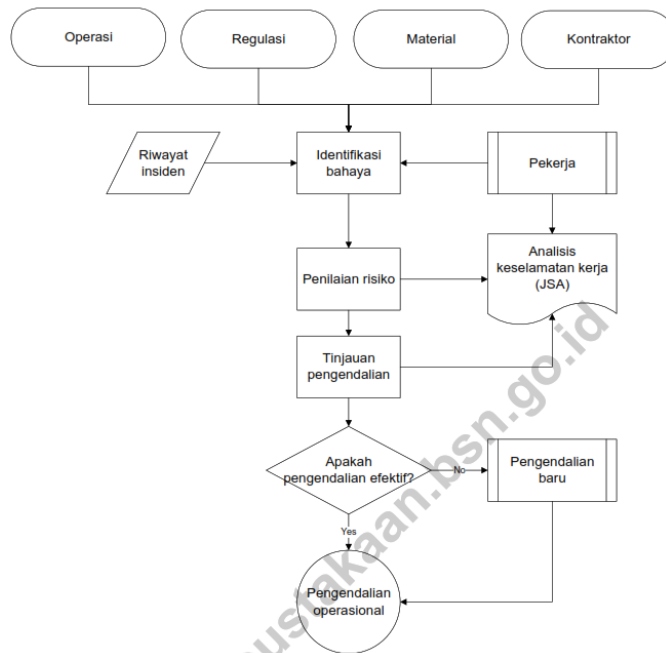 Operasi
Regulasi
Material
Kontraktor
Riwayat
insiden
Identifikasi
bahaya
Pekerja
Penilaian risiko
Analisis
keselamatan kerja
(JSA)
Tinjauan
pengendalian
Apakah
pengendalian efektif?
No
Pengendalian
baru
Yes
Pengendalian
operasional
ustakaan.bsn.go.id